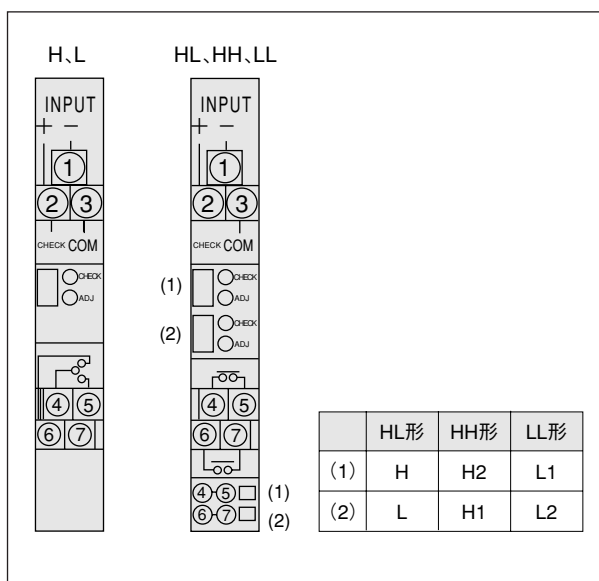 H、L
INPUT
+ −
①
② ③
CHECK COM
CHECK
ADJ
④ ⑤
⑥ ⑦
HL、HH、LL
INPUT
+ −
①
② ③
CHECK COM
(1)
CHECK
ADJ
(2)
CHECK
ADJ
④ ⑤
⑥ ⑦
④-⑤ (1)
⑥-⑦ (2)
HL形 HH形 LL形
(1) H H2 L1
(2) L H1 L2